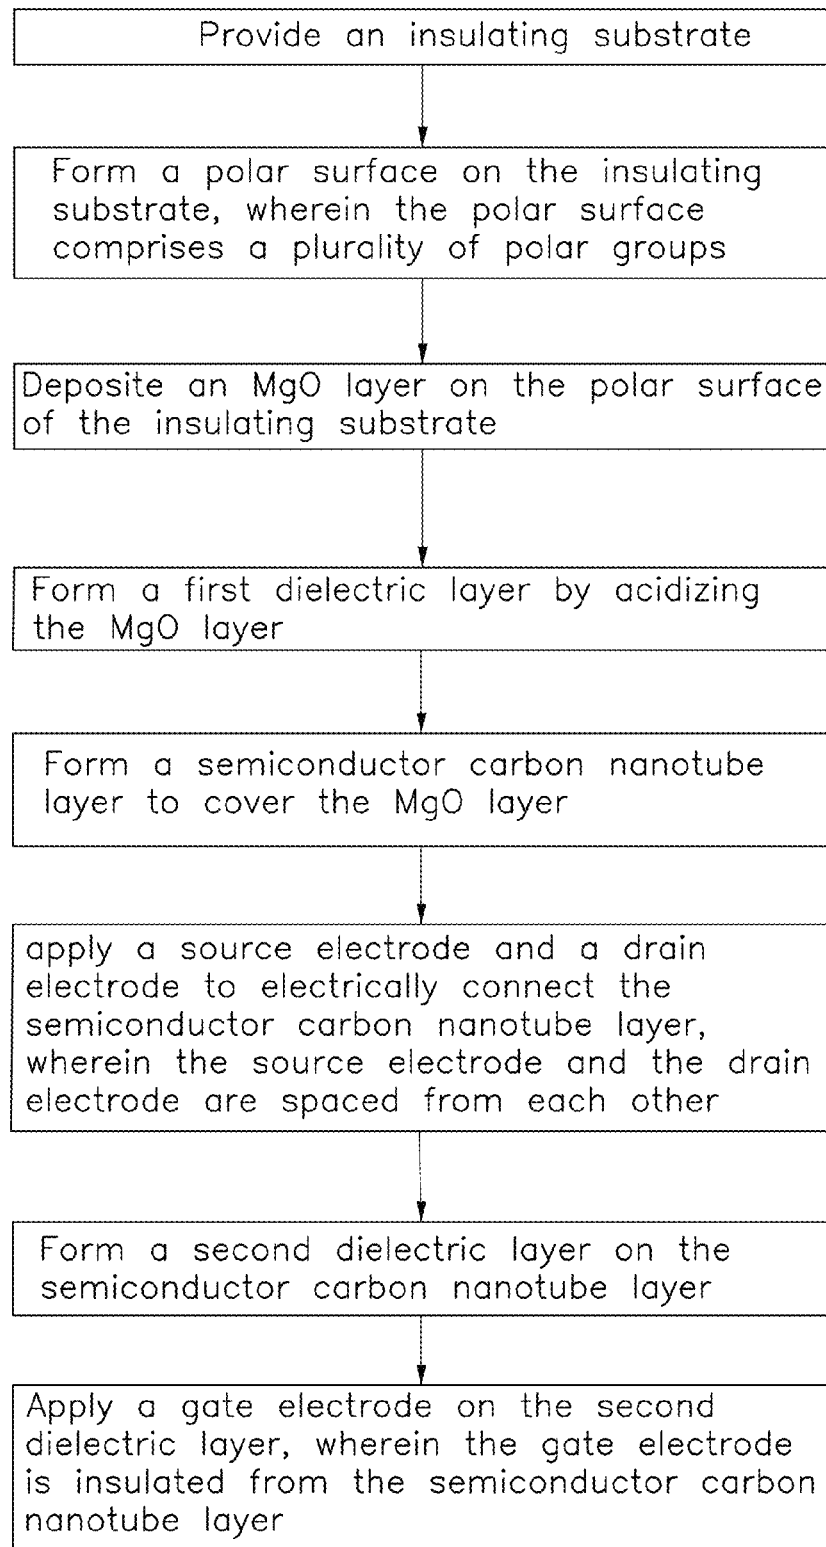 Provide an insulating substrate
Form a polar surface on the insulating
substrate, wherein the polar surface
comprises a plurality of polar groups
Deposite an MgO layer on the polar surface
of the insulating substrate
Form a first dielectric layer by acidizing
the MgO layer
Form a semiconductor carbon nanotube
layer to cover the MgO layer
apply a source electrode and a drain
electrode to electrically connect the
semiconductor carbon nanotube layer,
wherein the source electrode and the drain
electrode are spaced from each other
Form a second dielectric layer on the
semiconductor carbon nanotube layer
Apply a gate electrode on the second
dielectric layer, wherein the gate electrode
is insulated from the semiconductor carbon
nanotube layer